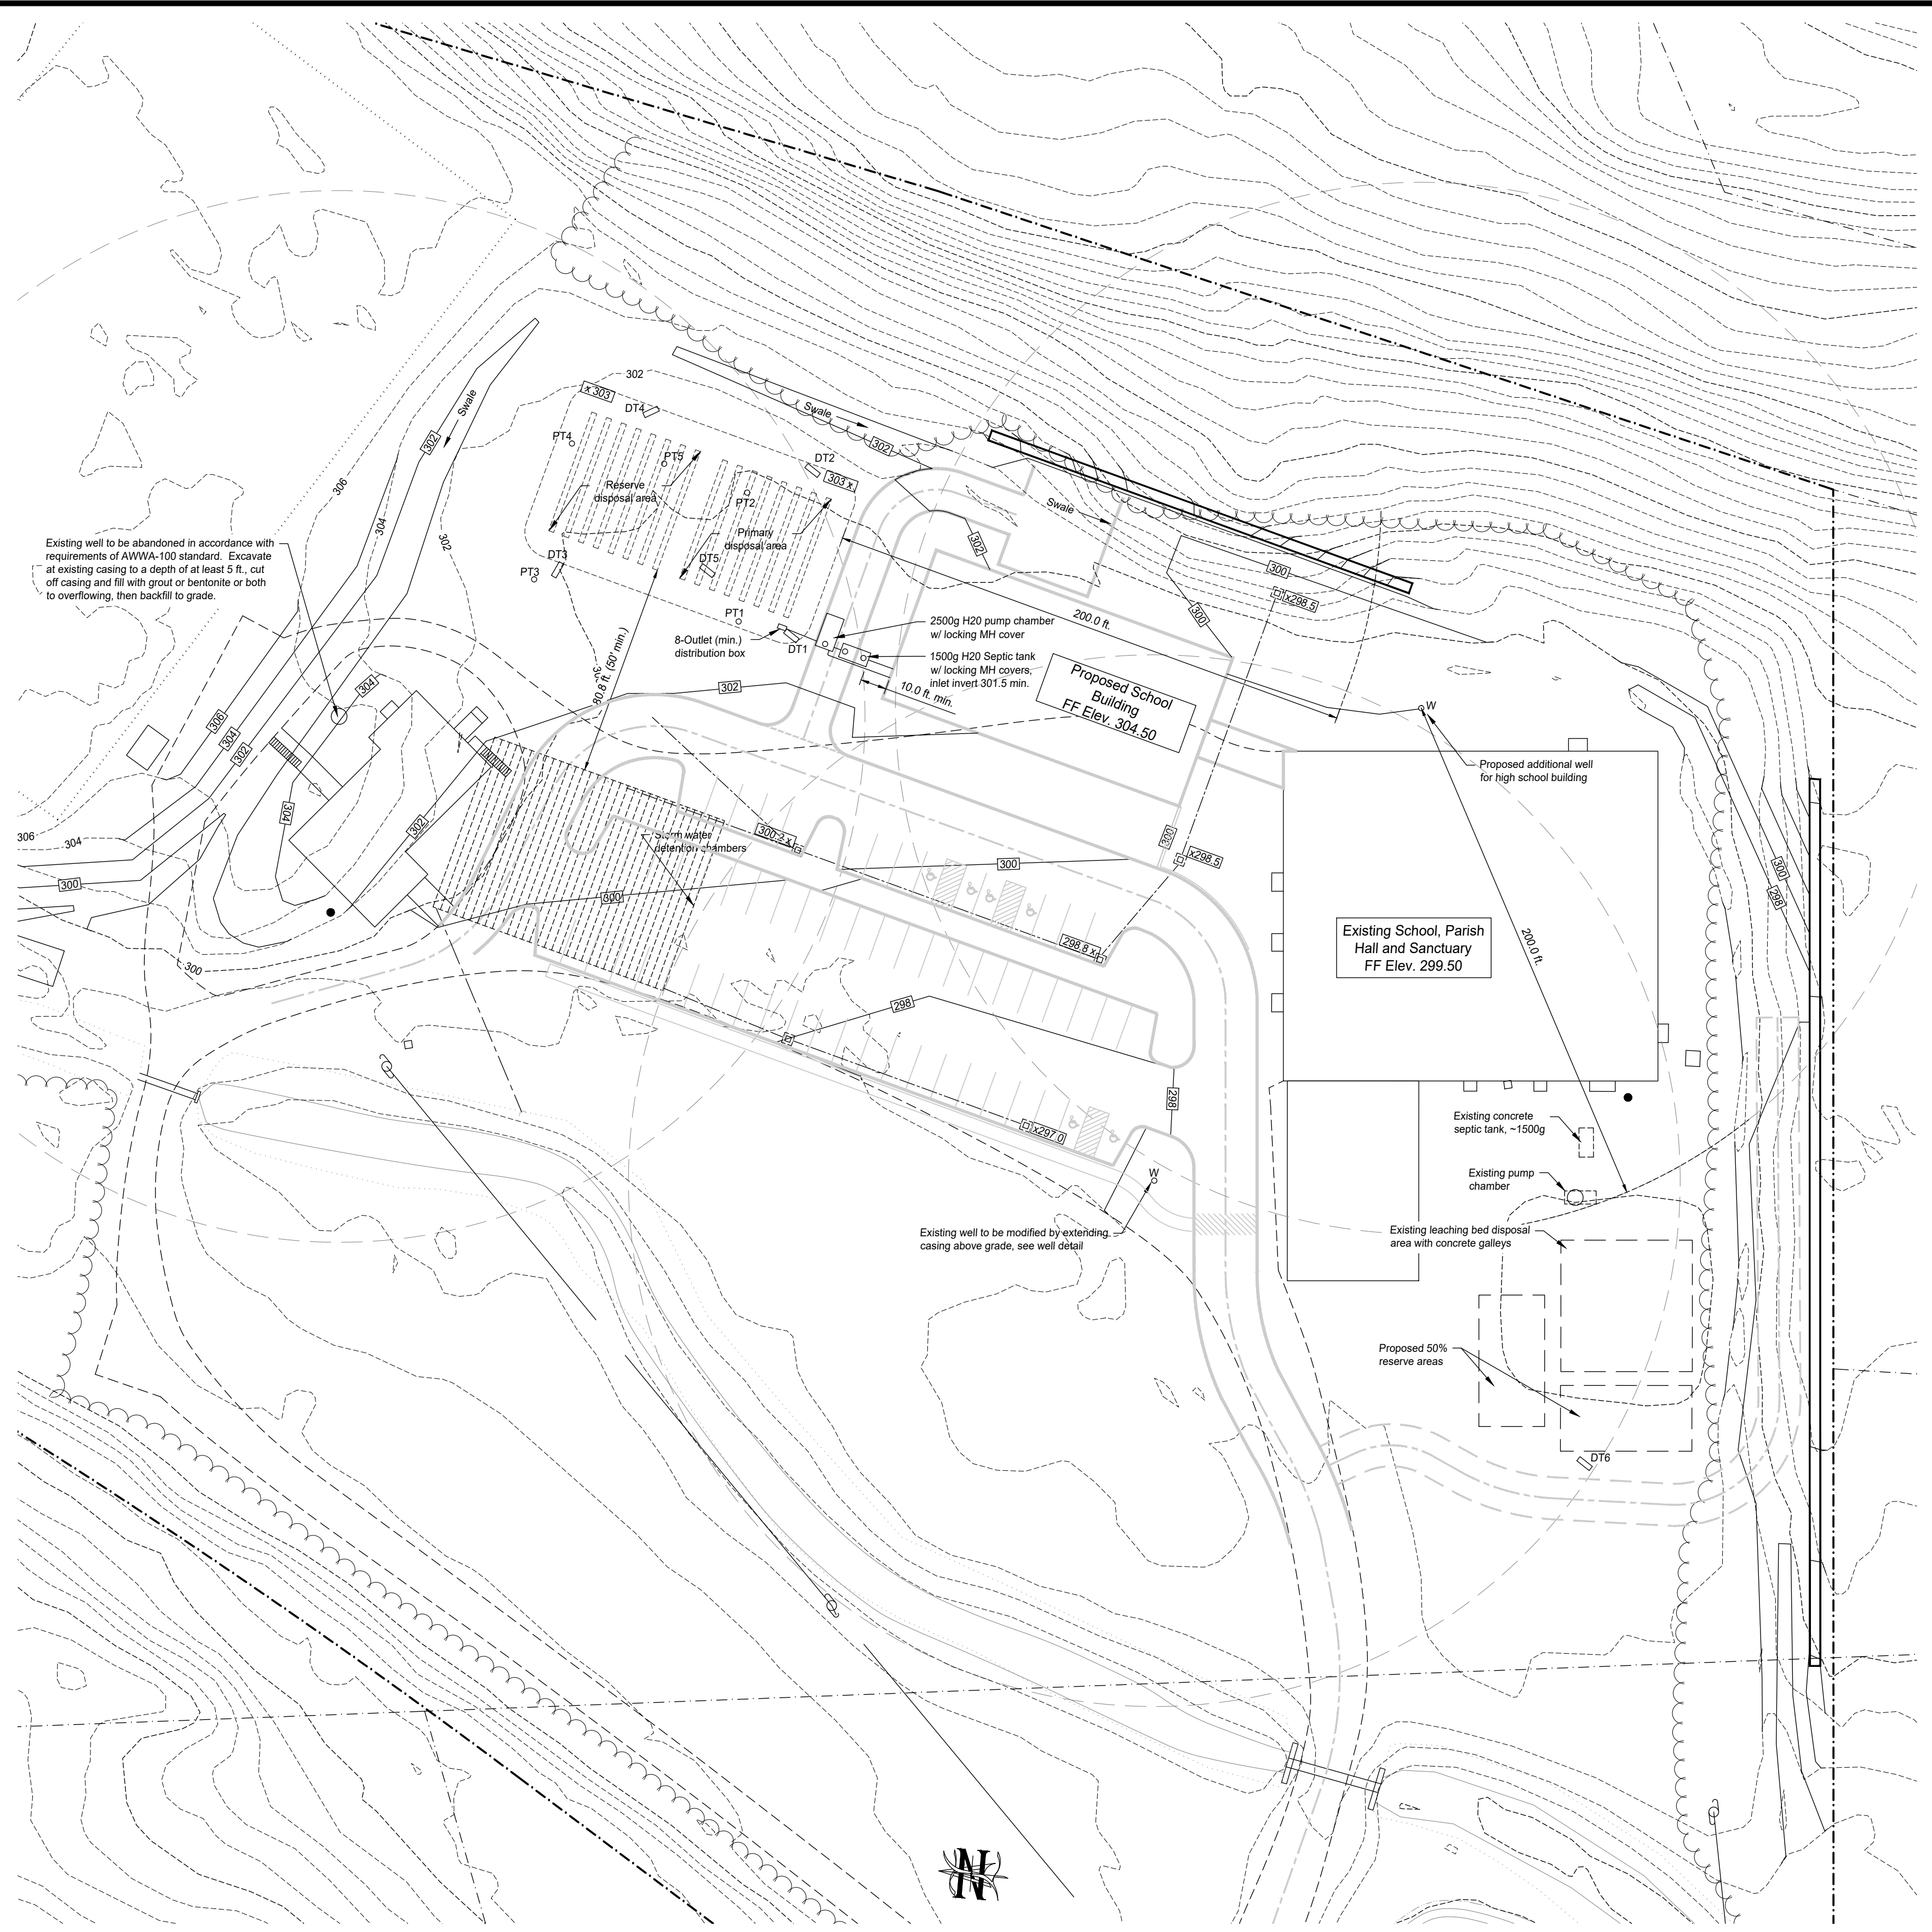 302
x 303
DT4
Swale
302
PT4
PT5
Swale
302
DT2
303 x
306
Reserve
disposal area
PT2
Swale
304
Primary
disposal area
302
302
Existing well to be abandoned in accordance with
requirements of AWWA-100 standard. Excavate
at existing casing to a depth of at least 5 ft., cut
off casing and fill with grout or bentonite or both
to overflowing, then backfill to grade.
DT3
DT5
PT3
300
x298.5
300
PT1
200.0 ft.
8-Outlet (min.)
distribution box
DT1
2500g H20 pump chamber
w/ locking MH cover
1500g H20 Septic tank
w/ locking MH covers,
inlet invert 301.5 min.
10.0 ft. min.
80.8 ft. (50' min.)
302
304
Proposed School
Building
FF Elev. 304.50
W
306
304
302
Proposed additional well
for high school building
304
302
Storm water
detention chambers
300.2 x
300
300
x298.5
306
304
300
300
300
298
298.8 x
200.0 ft.
Existing School, Parish
Hall and Sanctuary
FF Elev. 299.50
300
298
298
x297.0
Existing concrete
septic tank, ~1500g
W
Existing pump
chamber
Existing well to be modified by extending
casing above grade, see well detail
Existing leaching bed disposal
area with concrete galleys
Proposed 50%
reserve areas
DT6
N